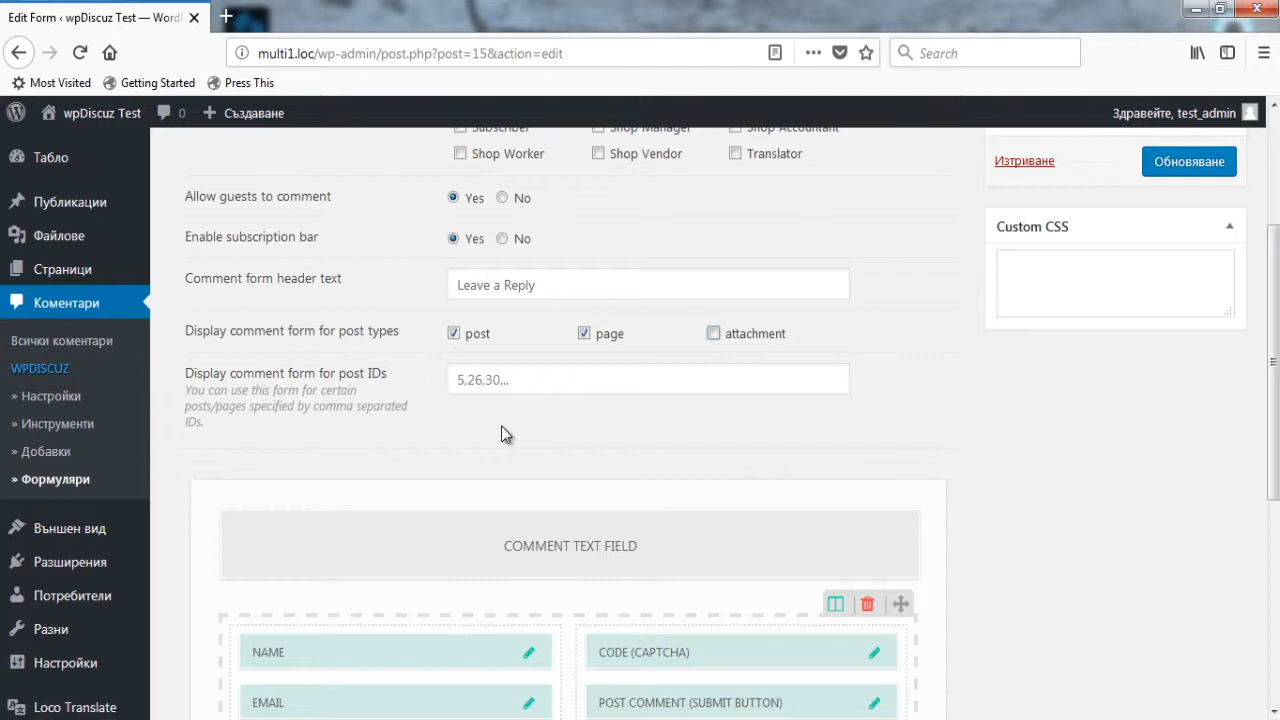 Edit Form ‹ wpDiscuz Test — Word
multi1.loc/wp-admin/post.php?post=15&action=edit
Search
Most Visited
Getting Started
Press This
wpDiscuz Test
0
Създаване
Здравейте, test_admin
Табло
Публикации
Файлове
Страници
Коментари
Всички коментари
WPDISCUZ
» Настройки
» Инструменти
» Добавки
» Формуляри
Външен вид
Разширения
Потребители
Разни
Настройки
Loco Translate
Subscriber
Shop Manager
Shop Accountant
Shop Worker
Shop Vendor
Translator
Allow guests to comment
Yes
No
Enable subscription bar
Yes
No
Comment form header text
Leave a Reply
Display comment form for post types
post
page
attachment
Display comment form for post IDs
You can use this form for certain
posts/pages specified by comma separated
IDs.
5,26,30...
COMMENT TEXT FIELD
NAME
CODE (CAPTCHA)
EMAIL
POST COMMENT (SUBMIT BUTTON)
Изтриване
Обновяване
Custom CSS